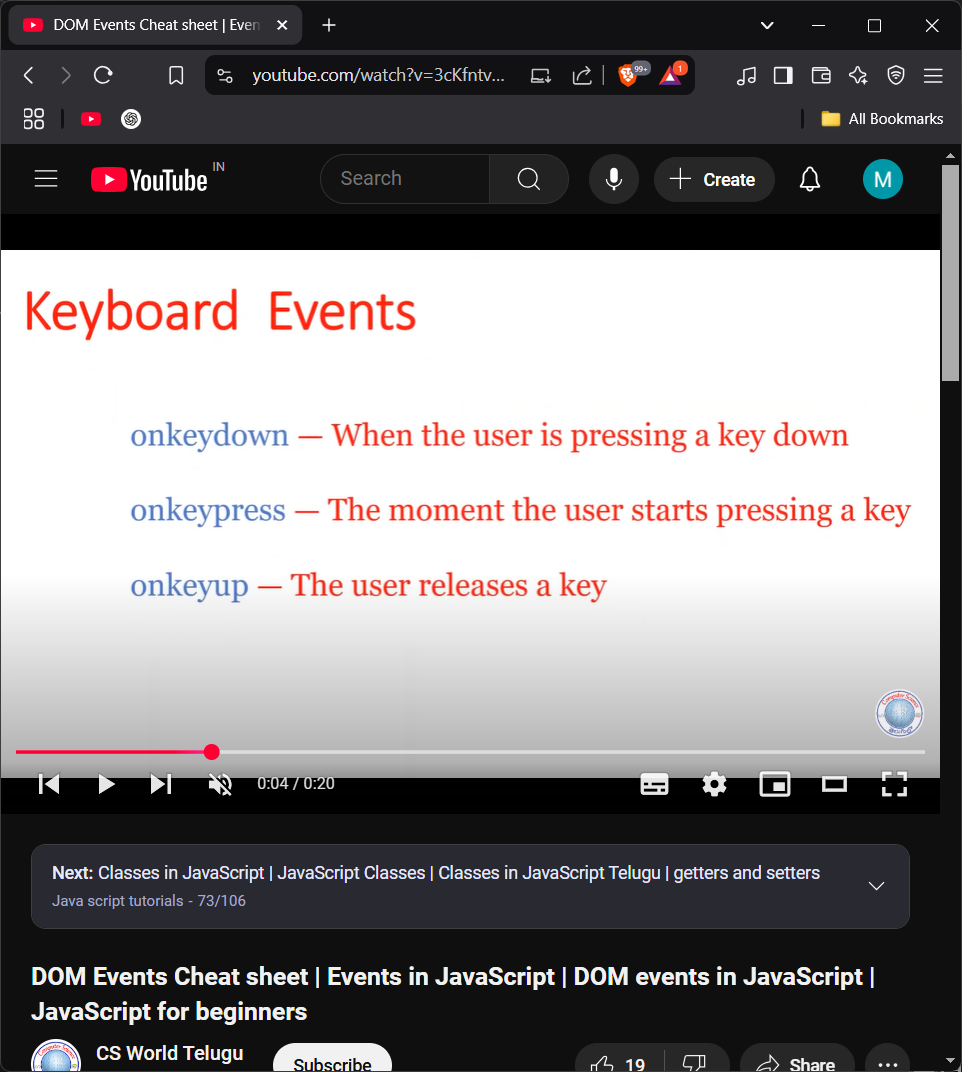 DOM Events Cheat sheet | Even
youtube.com/watch?v=3cKfntv...
99+
1
All Bookmarks
YouTube IN
Search
Create
M
Keyboard Events
onkeydown — When the user is pressing a key down
onkeypress — The moment the user starts pressing a key
onkeyup — The user releases a key
0:04 / 0:20
Next: Classes in JavaScript | JavaScript Classes | Classes in JavaScript Telugu | getters and setters
Java script tutorials - 73/106
DOM Events Cheat sheet | Events in JavaScript | DOM events in JavaScript |
JavaScript for beginners
CS World Telugu
Subscribe
19
Share